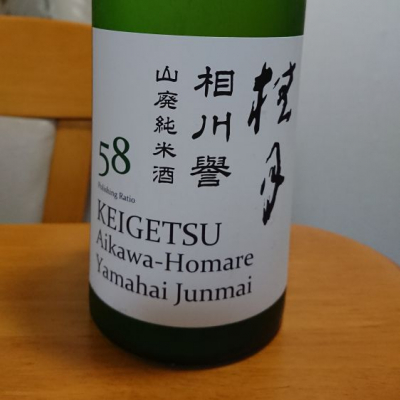 桂月
相川譽
山廃純米酒
58
Polishing Ratio
KEIGETSU
Aikawa-Homare
Yamahai Junmai